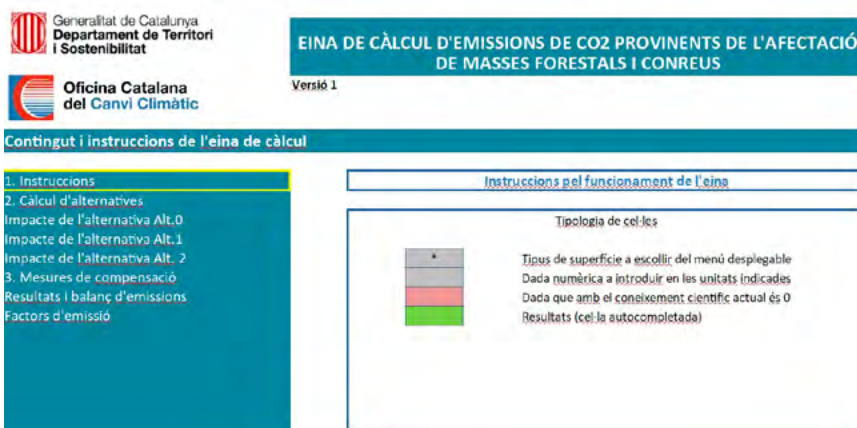 Generalitat de Catalunya
Departament de Territori
i Sostenibilitat
Oficina Catalana
del Canvi Climàtic
EINA DE CÀLCUL D'EMISSIONS DE CO2 PROVINENTS DE L'AFECTACIÓ
DE MASSES FORESTALS I CONREUS
Versió 1
Contingut i instruccions de l'eina de càlcul
1. Instruccions
2. Càlcul d'alternatives
Impacte de l'alternativa Alt.0
Impacte de l'alternativa Alt.1
Impacte de l'alternativa Alt. 2
3. Mesures de compensació
Resultats i balanç d'emissions
Factors d'emissió
Instruccions pel funcionament de l'eina
Tipologia de cel·les
Tipus de superfície a escollir del menú desplegable
Dada numèrica a introduir en les unitats indicades
Dada que amb el coneixement científic actual és 0
Resultats (cel·la autocompletada)